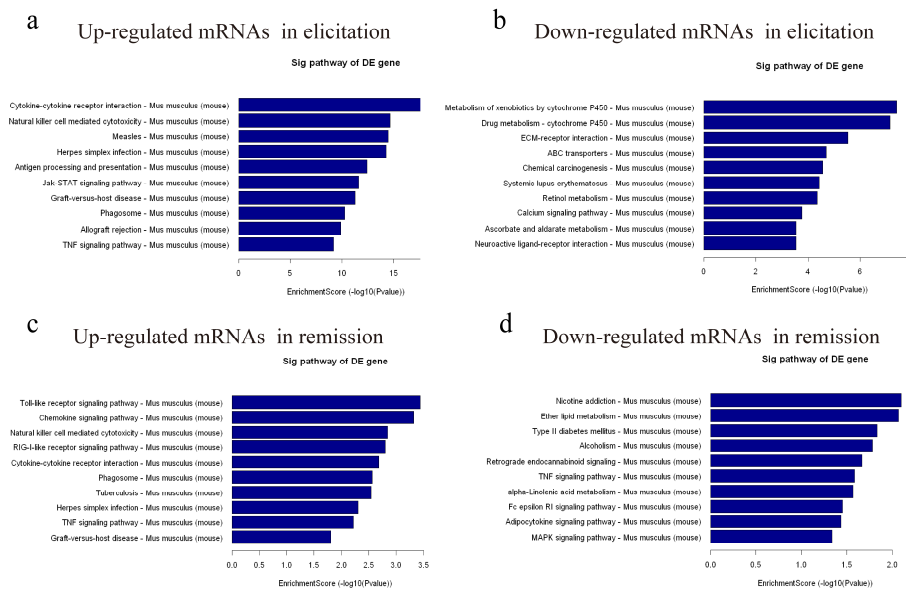 a
Up-regulated mRNAs in elicitation
Sig pathway of DE gene
Cytokine-cytokine receptor interaction - Mus musculus (mouse)
Natural killer cell mediated cytotoxicity - Mus musculus (mouse)
Measles - Mus musculus (mouse)
Herpes simplex infection - Mus musculus (mouse)
Antigen processing and presentation - Mus musculus (mouse)
Jak-STAT signaling pathway - Mus musculus (mouse)
Graft-versus-host disease - Mus musculus (mouse)
Phagosome - Mus musculus (mouse)
Allograft rejection - Mus musculus (mouse)
TNF signaling pathway - Mus musculus (mouse)
0 5 10 15
EnrichmentScore (-log10(Pvalue))
b
Down-regulated mRNAs in elicitation
Sig pathway of DE gene
Metabolism of xenobiotics by cytochrome P450 - Mus musculus (mouse)
Drug metabolism - cytochrome P450 - Mus musculus (mouse)
ECM-receptor interaction - Mus musculus (mouse)
ABC transporters - Mus musculus (mouse)
Chemical carcinogenesis - Mus musculus (mouse)
Systemic lupus erythematosus - Mus musculus (mouse)
Retinol metabolism - Mus musculus (mouse)
Calcium signaling pathway - Mus musculus (mouse)
Ascorbate and aldarate metabolism - Mus musculus (mouse)
Neuroactive ligand-receptor interaction - Mus musculus (mouse)
0 2 4 6
EnrichmentScore (-log10(Pvalue))
c
Up-regulated mRNAs in remission
Sig pathway of DE gene
Toll-like receptor signaling pathway - Mus musculus (mouse)
Chemokine signaling pathway - Mus musculus (mouse)
Natural killer cell mediated cytotoxicity - Mus musculus (mouse)
RIG-I-like receptor signaling pathway - Mus musculus (mouse)
Cytokine-cytokine receptor interaction - Mus musculus (mouse)
Phagosome - Mus musculus (mouse)
Tuberculosis - Mus musculus (mouse)
Herpes simplex infection - Mus musculus (mouse)
TNF signaling pathway - Mus musculus (mouse)
Graft-versus-host disease - Mus musculus (mouse)
0.0 0.5 1.0 1.5 2.0 2.5 3.0 3.5
EnrichmentScore (-log10(Pvalue))
d
Down-regulated mRNAs in remission
Sig pathway of DE gene
Nicotine addiction - Mus musculus (mouse)
Ether lipid metabolism - Mus musculus (mouse)
Type II diabetes mellitus - Mus musculus (mouse)
Alcoholism - Mus musculus (mouse)
Retrograde endocannabinoid signaling - Mus musculus (mouse)
TNF signaling pathway - Mus musculus (mouse)
alpha-Linolenic acid metabolism - Mus musculus (mouse)
Fc epsilon RI signaling pathway - Mus musculus (mouse)
Adipocytokine signaling pathway - Mus musculus (mouse)
MAPK signaling pathway - Mus musculus (mouse)
0.0 0.5 1.0 1.5 2.0
EnrichmentScore (-log10(Pvalue))